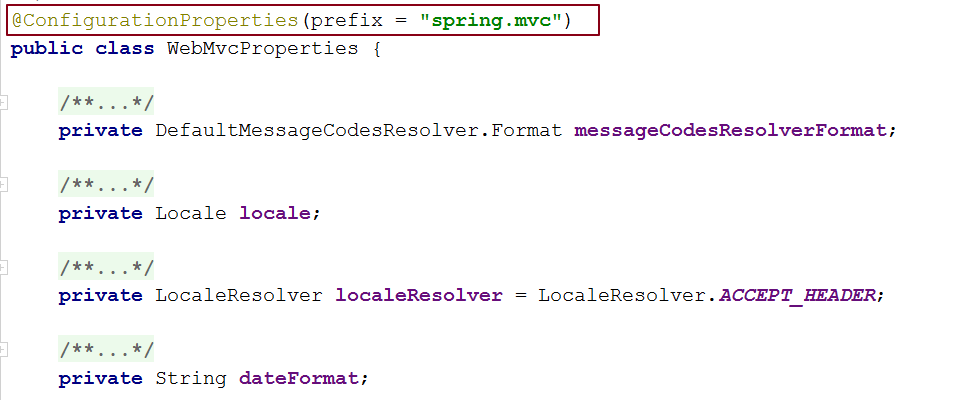 @ConfigurationProperties(prefix = "spring.mvc")
public class WebMvcProperties {
/**...*/
private DefaultMessageCodesResolver.Format messageCodesResolverFormat;
/**...*/
private Locale locale;
/**...*/
private LocaleResolver localeResolver = LocaleResolver.ACCEPT_HEADER;
/**...*/
private String dateFormat;